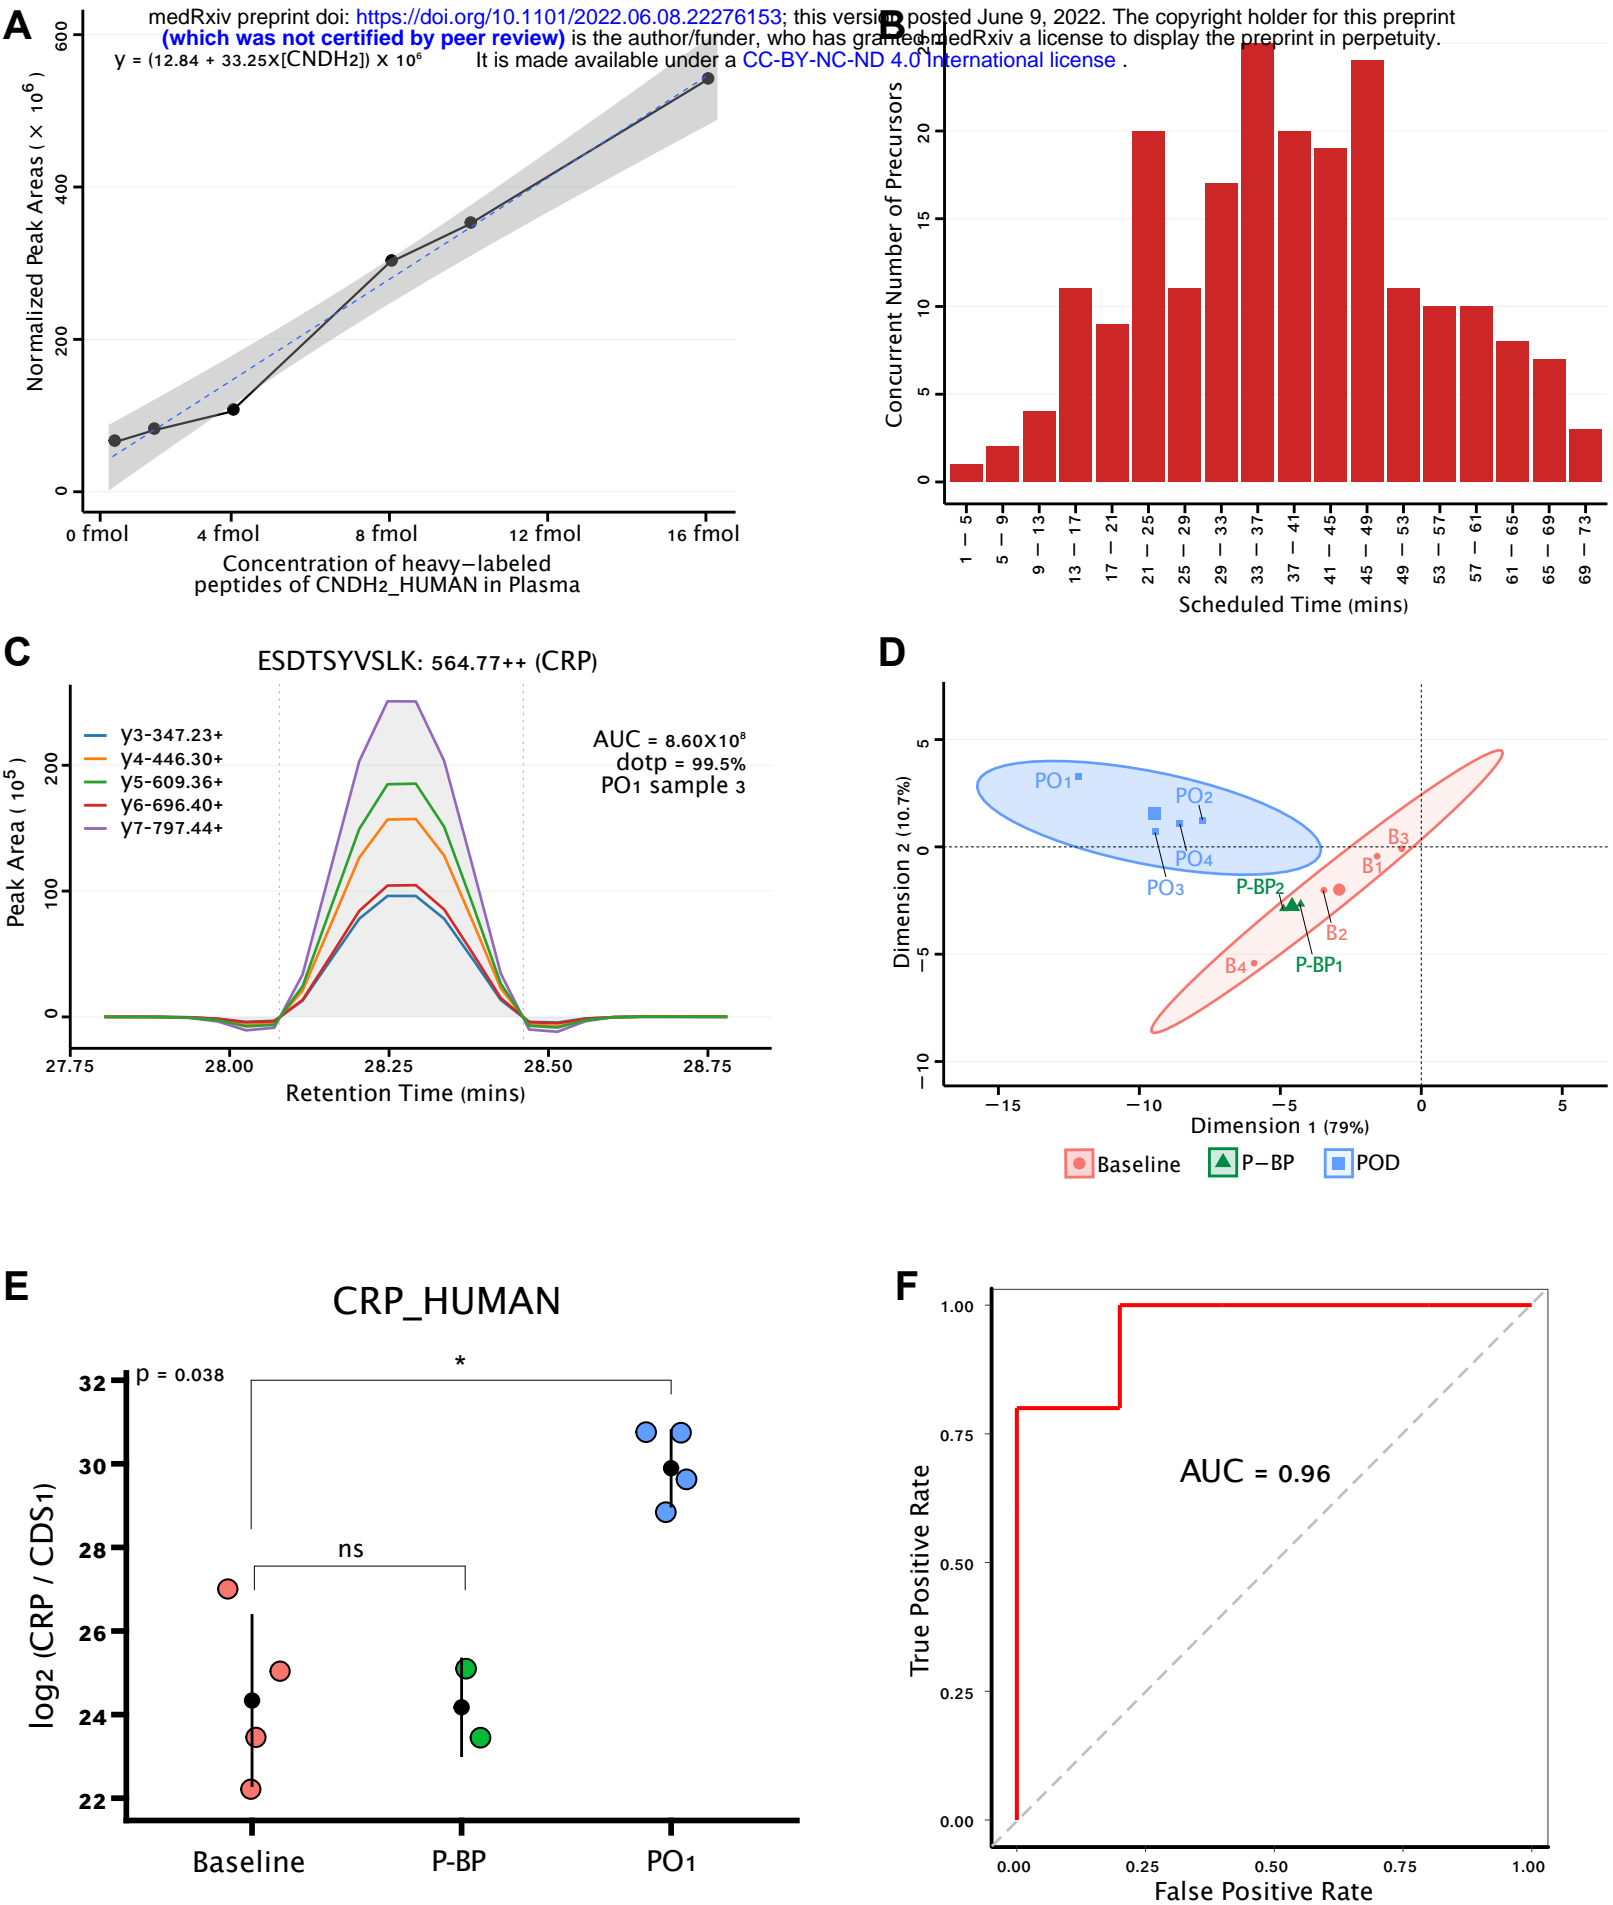 medRxiv preprint doi: https://doi.org/10.1101/2022.06.08.22276153; this version posted June 9, 2022. The copyright holder for this preprint
(which was not certified by peer review) is the author/funder, who has granted medRxiv a license to display the preprint in perpetuity.
It is made available under a CC-BY-NC-ND 4.0 International license .
A
y = (12.84 + 33.25X[CNDH2]) X 10⁶
Normalized Peak Areas ( × 10⁶ )
600
400
200
0
0 fmol 4 fmol 8 fmol 12 fmol 16 fmol
Concentration of heavy−labeled
peptides of CNDH2_HUMAN in Plasma
B
Concurrent Number of Precursors
25
20
15
10
5
0
1 − 5
5 − 9
9 − 13
13 − 17
17 − 21
21 − 25
25 − 29
29 − 33
33 − 37
37 − 41
41 − 45
45 − 49
49 − 53
53 − 57
57 − 61
61 − 65
65 − 69
69 − 73
Scheduled Time (mins)
C
ESDTSYVSLK: 564.77++ (CRP)
Peak Area ( 10⁵ )
200
100
0
y3-347.23+
y4-446.30+
y5-609.36+
y6-696.40+
y7-797.44+
AUC = 8.60X10⁸
dotp = 99.5%
PO1 sample 3
27.75 28.00 28.25 28.50 28.75
Retention Time (mins)
D
Dimension 2 (10.7%)
5
0
−5
−10
PO1
PO2
PO4
PO3
B3
B1
P-BP2
B2
B4
P-BP1
−15 −10 −5 0 5
Dimension 1 (79%)
Baseline P−BP POD
E
CRP_HUMAN
p = 0.038
*
ns
log2 (CRP / CDS1)
32
30
28
26
24
22
Baseline P-BP PO1
F
True Positive Rate
1.00
0.75
0.50
0.25
0.00
AUC = 0.96
0.00 0.25 0.50 0.75 1.00
False Positive Rate